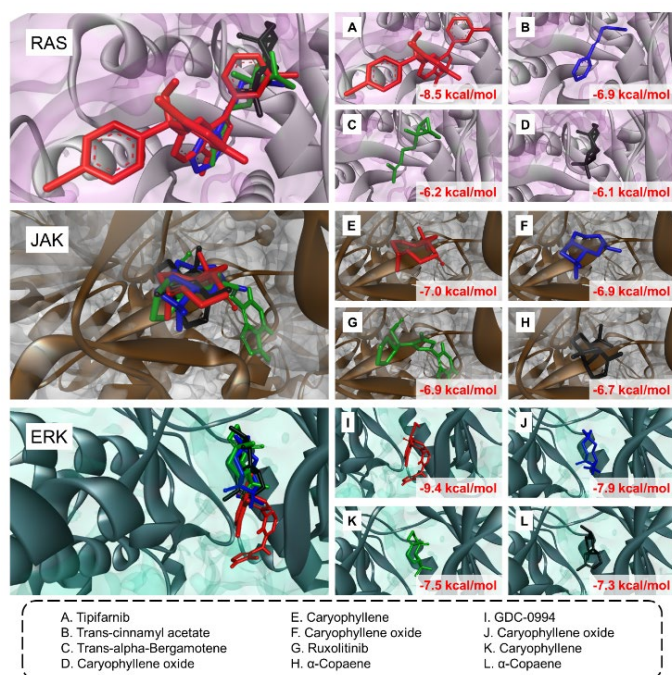 RAS
A
-8.5 kcal/mol
B
-6.9 kcal/mol
C
-6.2 kcal/mol
D
-6.1 kcal/mol
JAK
E
-7.0 kcal/mol
F
-6.9 kcal/mol
G
-6.9 kcal/mol
H
-6.7 kcal/mol
ERK
I
-9.4 kcal/mol
J
-7.9 kcal/mol
K
-7.5 kcal/mol
L
-7.3 kcal/mol
A. Tipifarnib
B. Trans-cinnamyl acetate
C. Trans-alpha-Bergamotene
D. Caryophyllene oxide
E. Caryophyllene
F. Caryophyllene oxide
G. Ruxolitinib
H. α-Copaene
I. GDC-0994
J. Caryophyllene oxide
K. Caryophyllene
L. α-Copaene